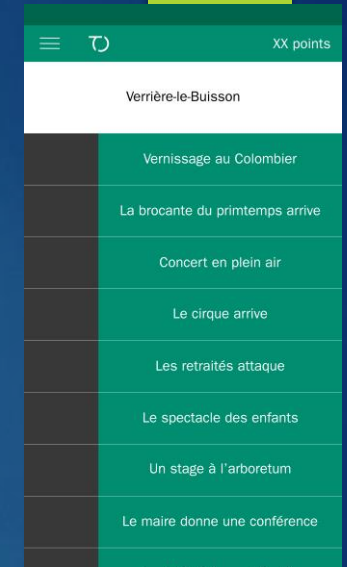 XX points
Verrière-le-Buisson
Vernissage au Colombier
La brocante du primtemps arrive
Concert en plein air
Le cirque arrive
Les retraités attaque
Le spectacle des enfants
Un stage à l'arboretum
Le maire donne une conférence